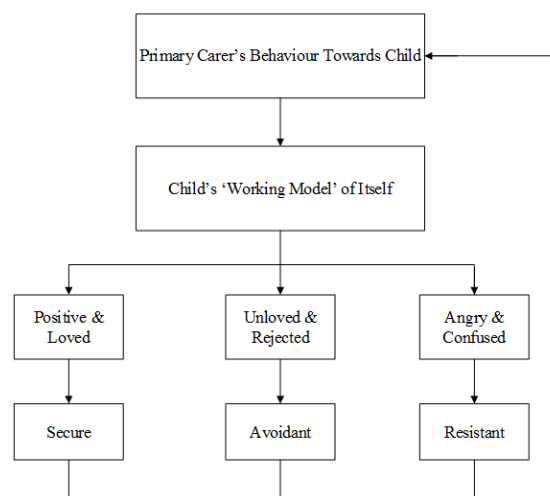 Primary Carer’s Behaviour Towards Child
Child’s ‘Working Model’ of Itself
Positive &
Loved
Unloved &
Rejected
Angry &
Confused
Secure
Avoidant
Resistant